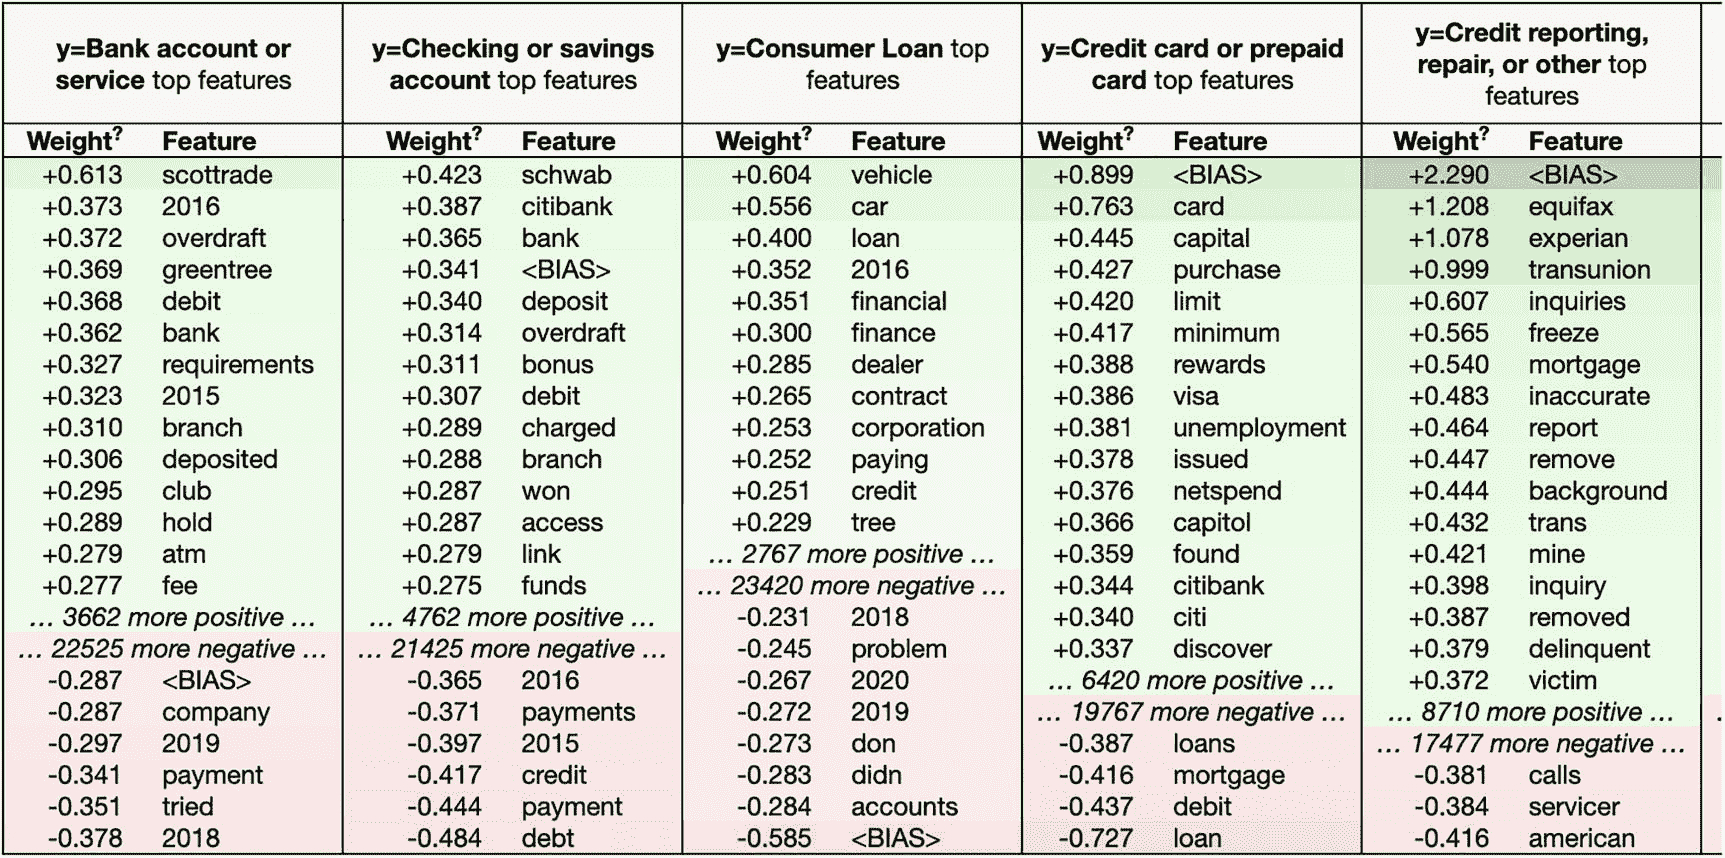 y=Bank account or service top features
y=Checking or savings account top features
y=Consumer Loan top features
y=Credit card or prepaid card top features
y=Credit reporting, repair, or other top features
Weight? Feature Weight? Feature Weight? Feature Weight? Feature Weight? Feature
+0.613 scottrade +0.423 schwab +0.604 vehicle +0.899 <BIAS> +2.290 <BIAS>
+0.373 2016 +0.387 citibank +0.556 car +0.763 card +1.208 equifax
+0.372 overdraft +0.365 bank +0.400 loan +0.445 capital +1.078 experian
+0.369 greentree +0.341 <BIAS> +0.352 2016 +0.427 purchase +0.999 transunion
+0.368 debit +0.340 deposit +0.351 financial +0.420 limit +0.607 inquiries
+0.362 bank +0.314 overdraft +0.300 finance +0.417 minimum +0.565 freeze
+0.327 requirements +0.311 bonus +0.285 dealer +0.388 rewards +0.540 mortgage
+0.323 2015 +0.307 debit +0.265 contract +0.386 visa +0.483 inaccurate
+0.310 branch +0.289 charged +0.253 corporation +0.381 unemployment +0.464 report
+0.306 deposited +0.288 branch +0.252 paying +0.378 issued +0.447 remove
+0.295 club +0.287 won +0.251 credit +0.376 netspend +0.444 background
+0.289 hold +0.287 access +0.229 tree +0.366 capitol +0.432 trans
+0.279 atm +0.279 link … 2767 more positive … +0.359 found +0.421 mine
+0.277 fee +0.275 funds … 23420 more negative … +0.344 citibank +0.398 inquiry
… 3662 more positive … … 4762 more positive … -0.231 2018 +0.340 citi +0.387 removed
… 22525 more negative … … 21425 more negative … -0.245 problem +0.337 discover +0.379 delinquent
-0.287 <BIAS> -0.365 2016 -0.267 2020 … 6420 more positive … +0.372 victim
-0.287 company -0.371 payments -0.272 2019 … 19767 more negative … … 8710 more positive …
-0.297 2019 -0.397 2015 -0.273 don -0.387 loans … 17477 more negative …
-0.341 payment -0.417 credit -0.283 didn -0.416 mortgage -0.381 calls
-0.351 tried -0.444 payment -0.284 accounts -0.437 debit -0.384 servicer
-0.378 2018 -0.484 debt -0.585 <BIAS> -0.727 loan -0.416 american